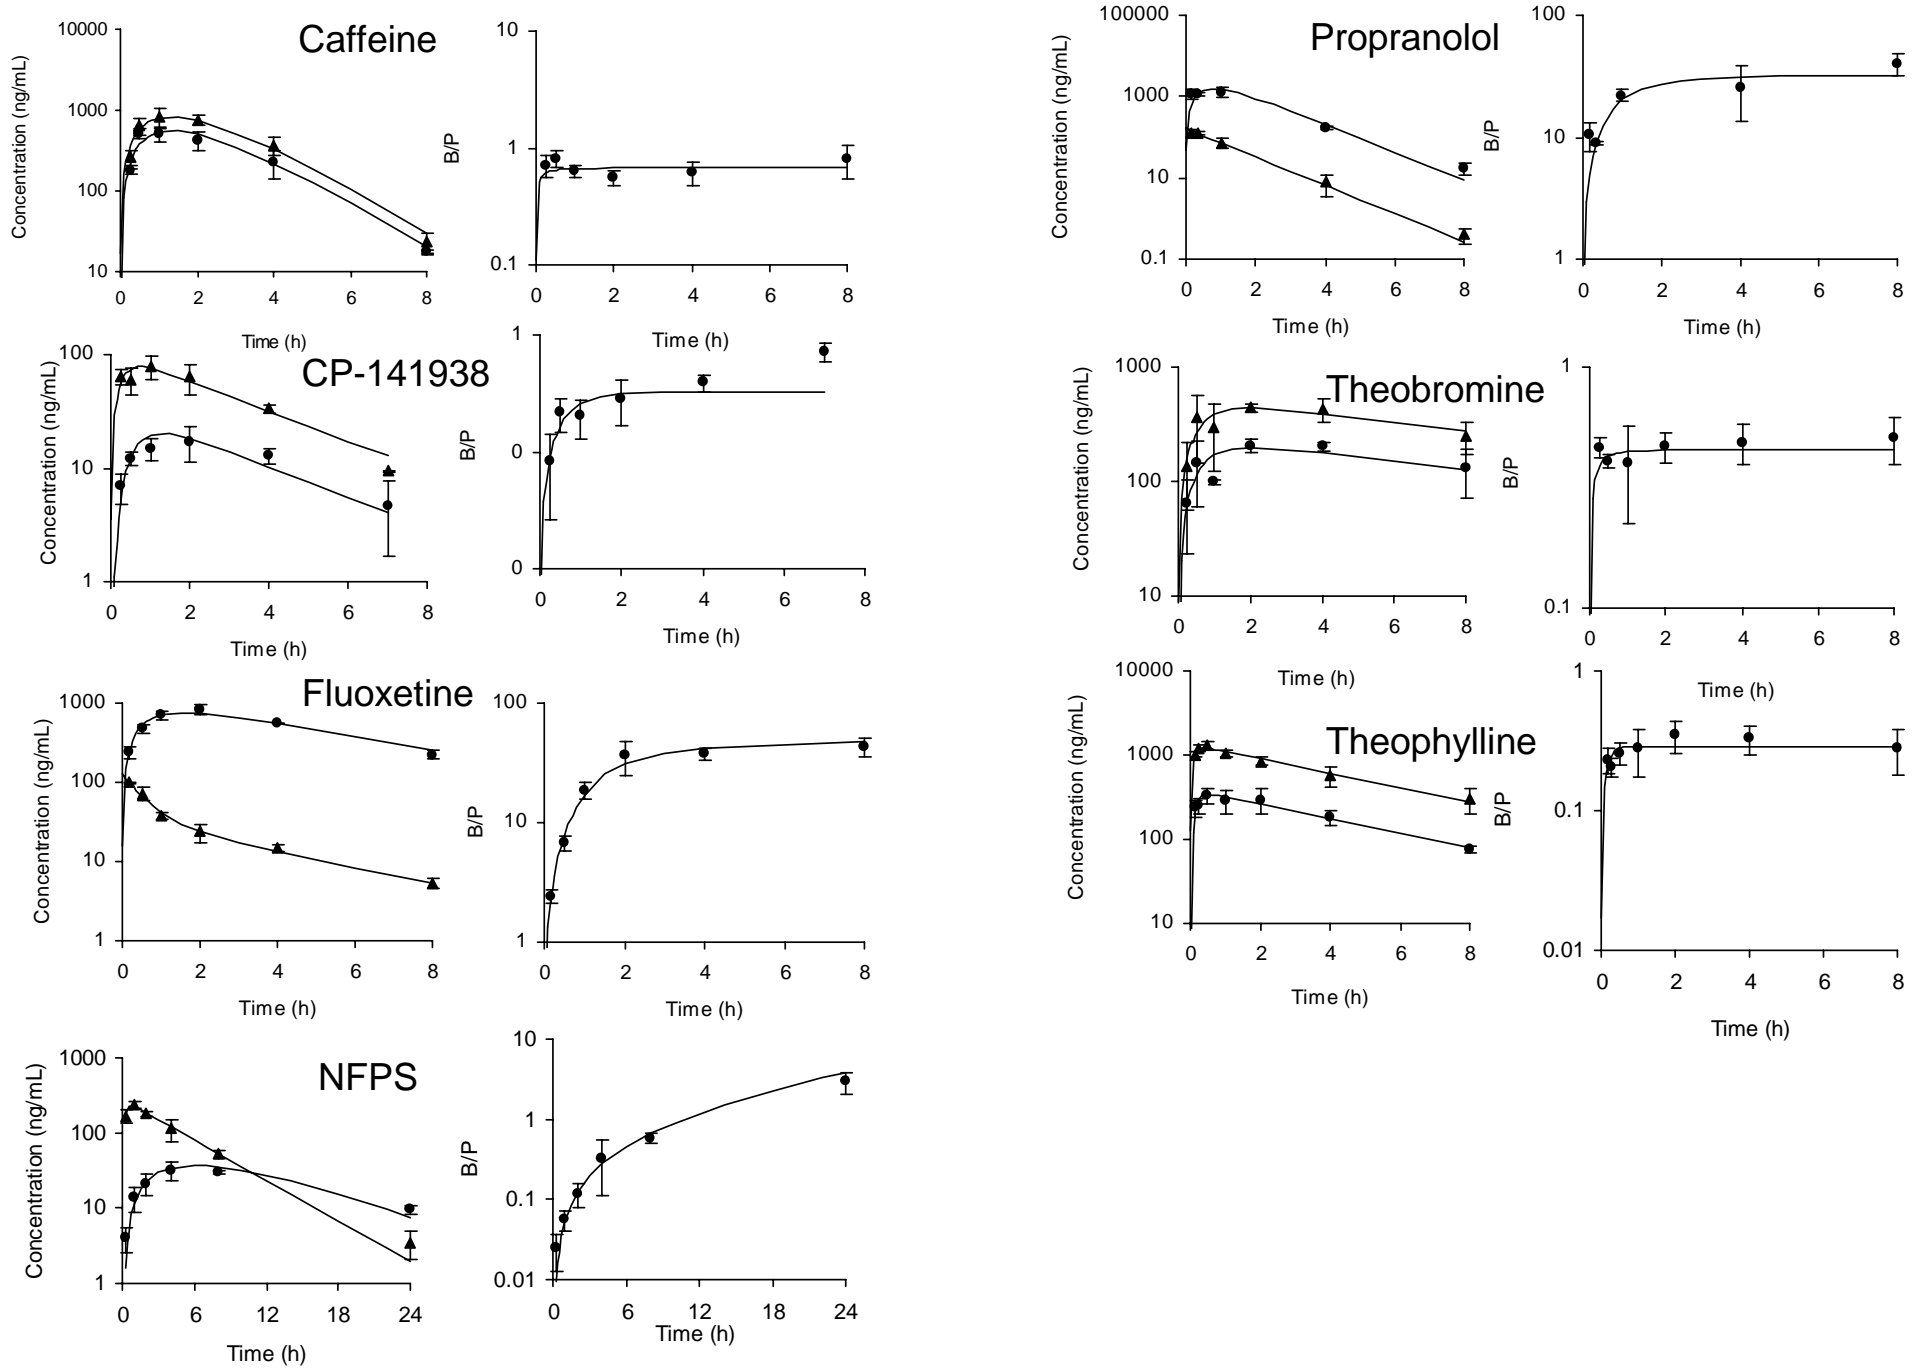 Caffeine
Concentration (ng/mL)
10000
1000
100
10
0 2 4 6 8
Time (h)
B/P
10
1
0.1
0 2 4 6 8
Time (h)
CP-141938
Concentration (ng/mL)
100
10
1
0 2 4 6 8
Time (h)
B/P
1
0
0
0 2 4 6 8
Time (h)
Fluoxetine
Concentration (ng/mL)
1000
100
10
1
0 2 4 6 8
Time (h)
B/P
100
10
1
0 2 4 6 8
Time (h)
NFPS
Concentration (ng/mL)
1000
100
10
1
0 6 12 18 24
Time (h)
B/P
10
1
0.1
0.01
0 6 12 18 24
Time (h)
Propranolol
Concentration (ng/mL)
100000
1000
10
0.1
0 2 4 6 8
Time (h)
B/P
100
10
1
0 2 4 6 8
Time (h)
Theobromine
Concentration (ng/mL)
1000
100
10
0 2 4 6 8
Time (h)
B/P
1
0.1
0 2 4 6 8
Time (h)
Theophylline
Concentration (ng/mL)
10000
1000
100
10
0 2 4 6 8
Time (h)
B/P
1
0.1
0.01
0 2 4 6 8
Time (h)